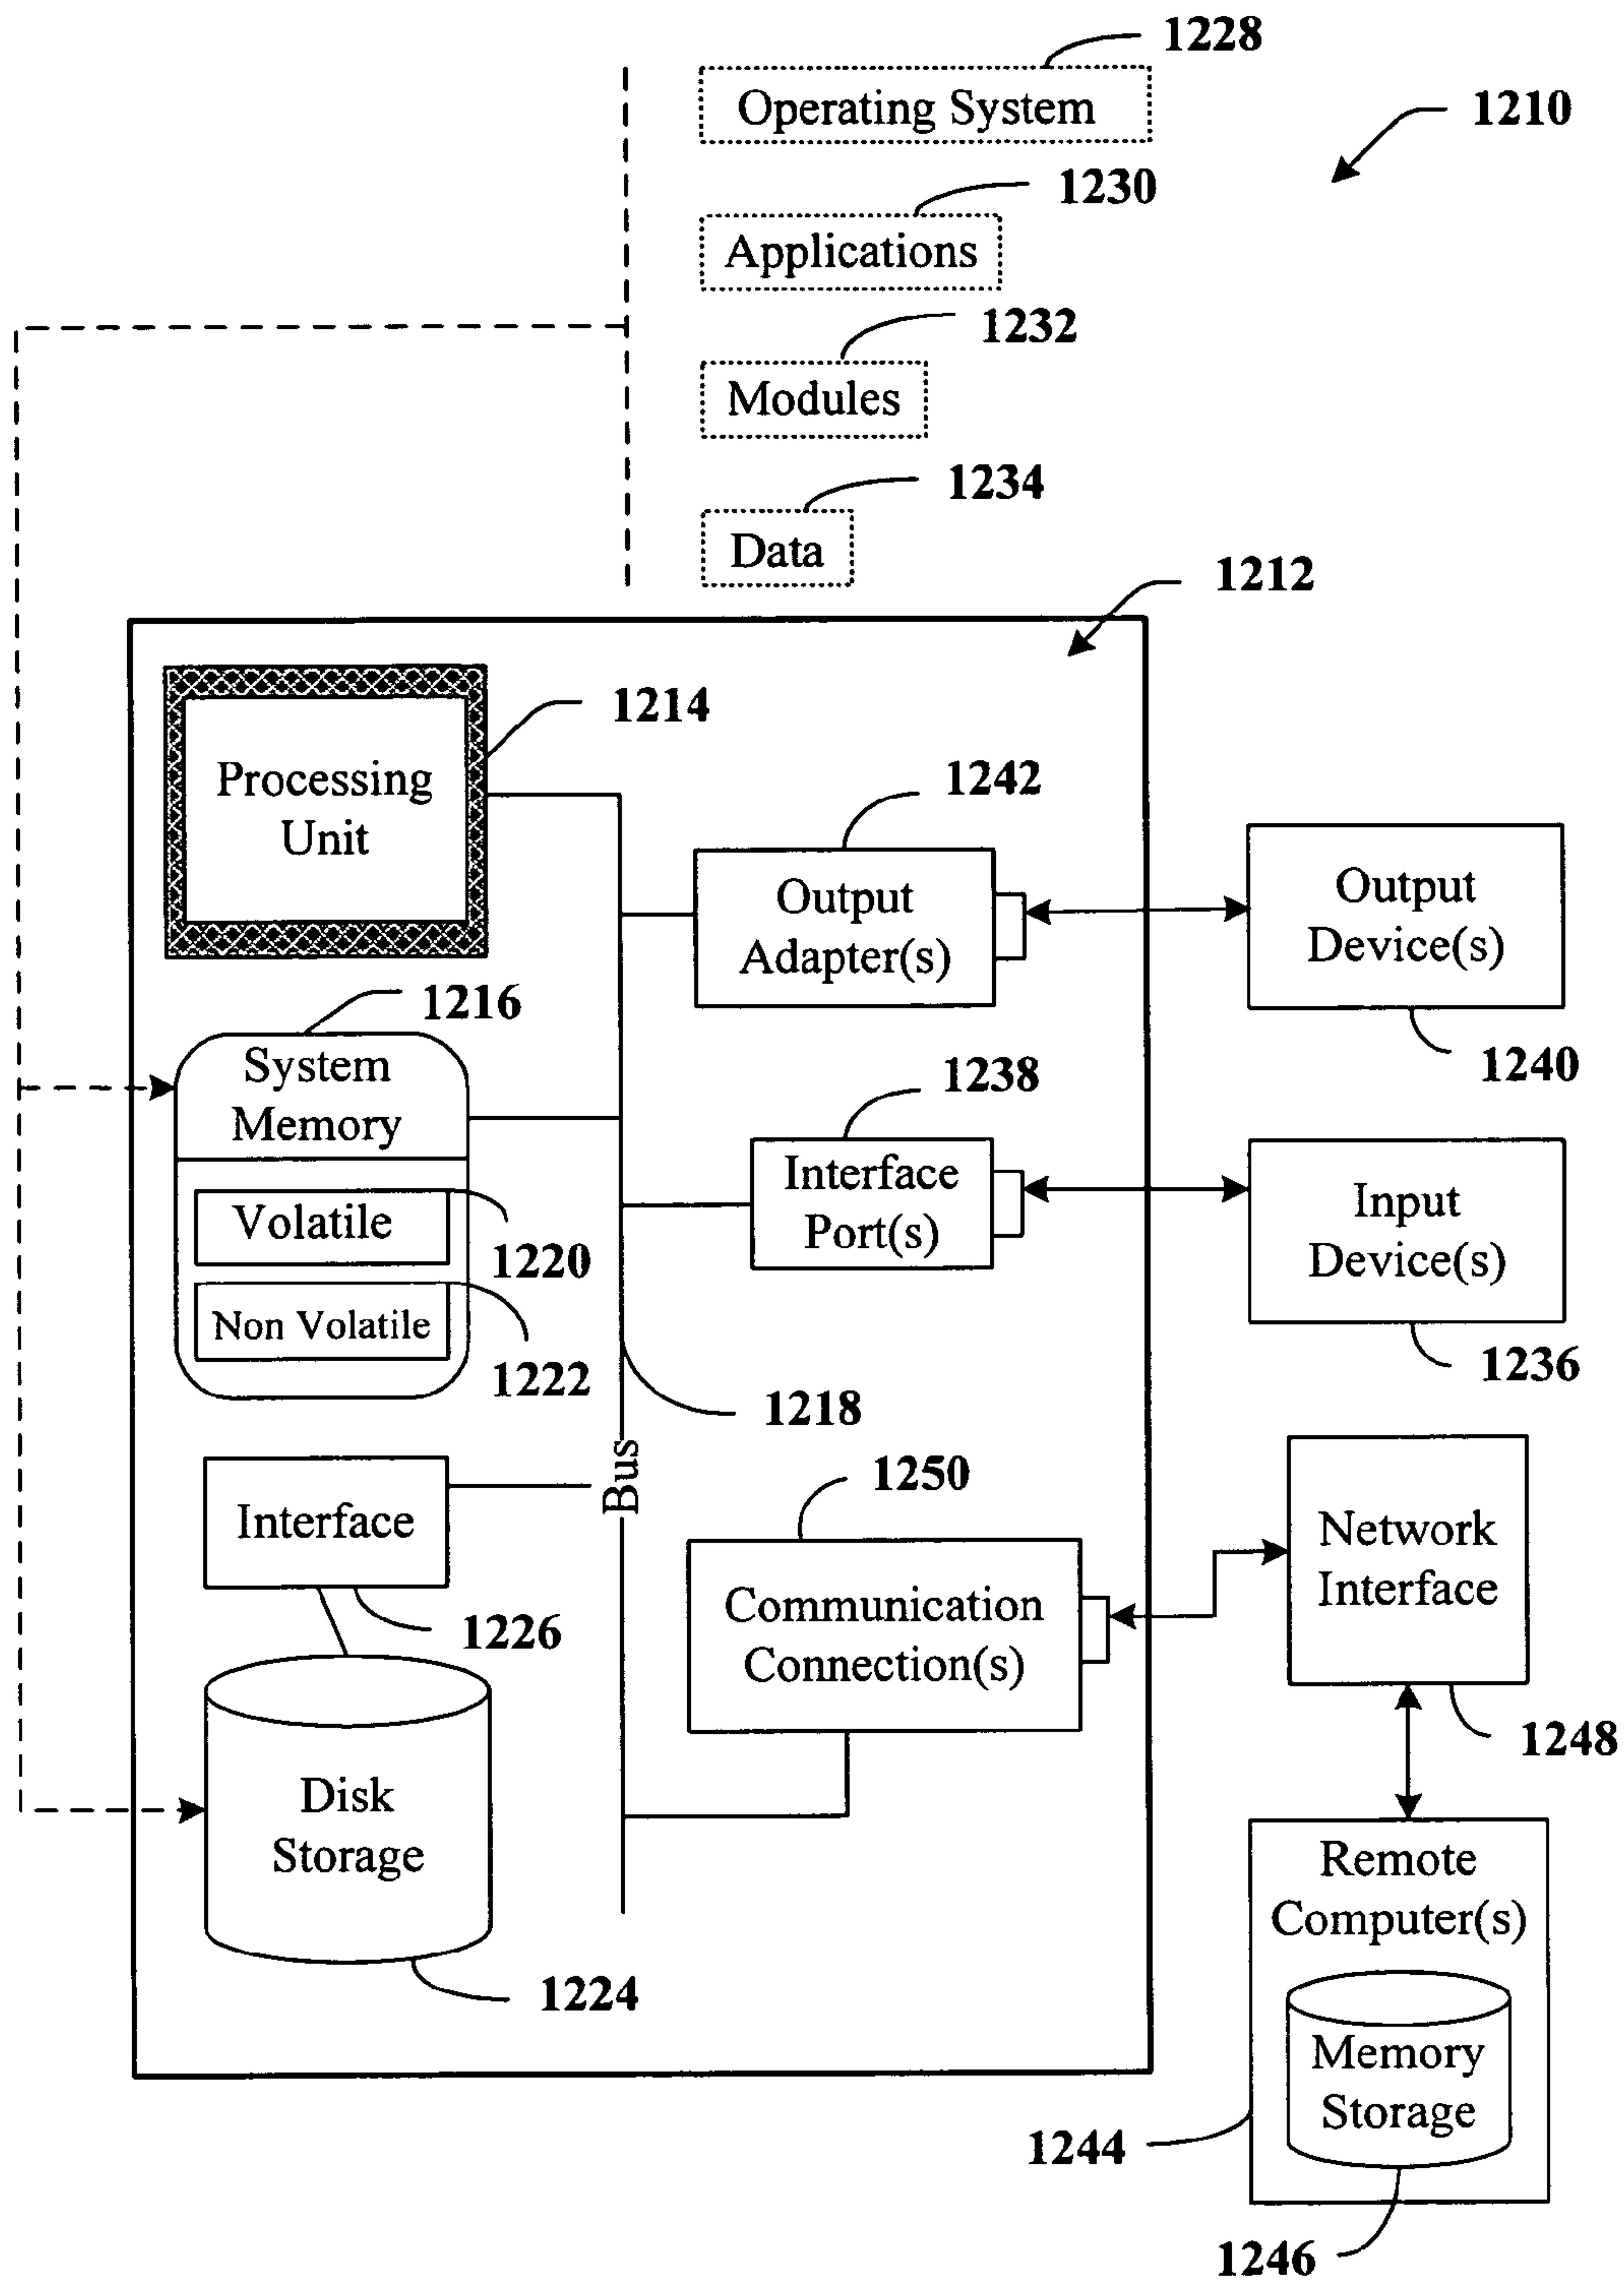 1228
Operating System
1210
1230
Applications
1232
Modules
1234
Data
1212
1214
Processing
Unit
1242
Output
Adapter(s)
Output
Device(s)
1240
1216
System
Memory
Volatile
1220
Non Volatile
1222
1238
Interface
Port(s)
Input
Device(s)
1236
1218
Bus
Interface
1226
1250
Communication
Connection(s)
Network
Interface
1248
Disk
Storage
1224
Remote
Computer(s)
Memory
Storage
1244
1246